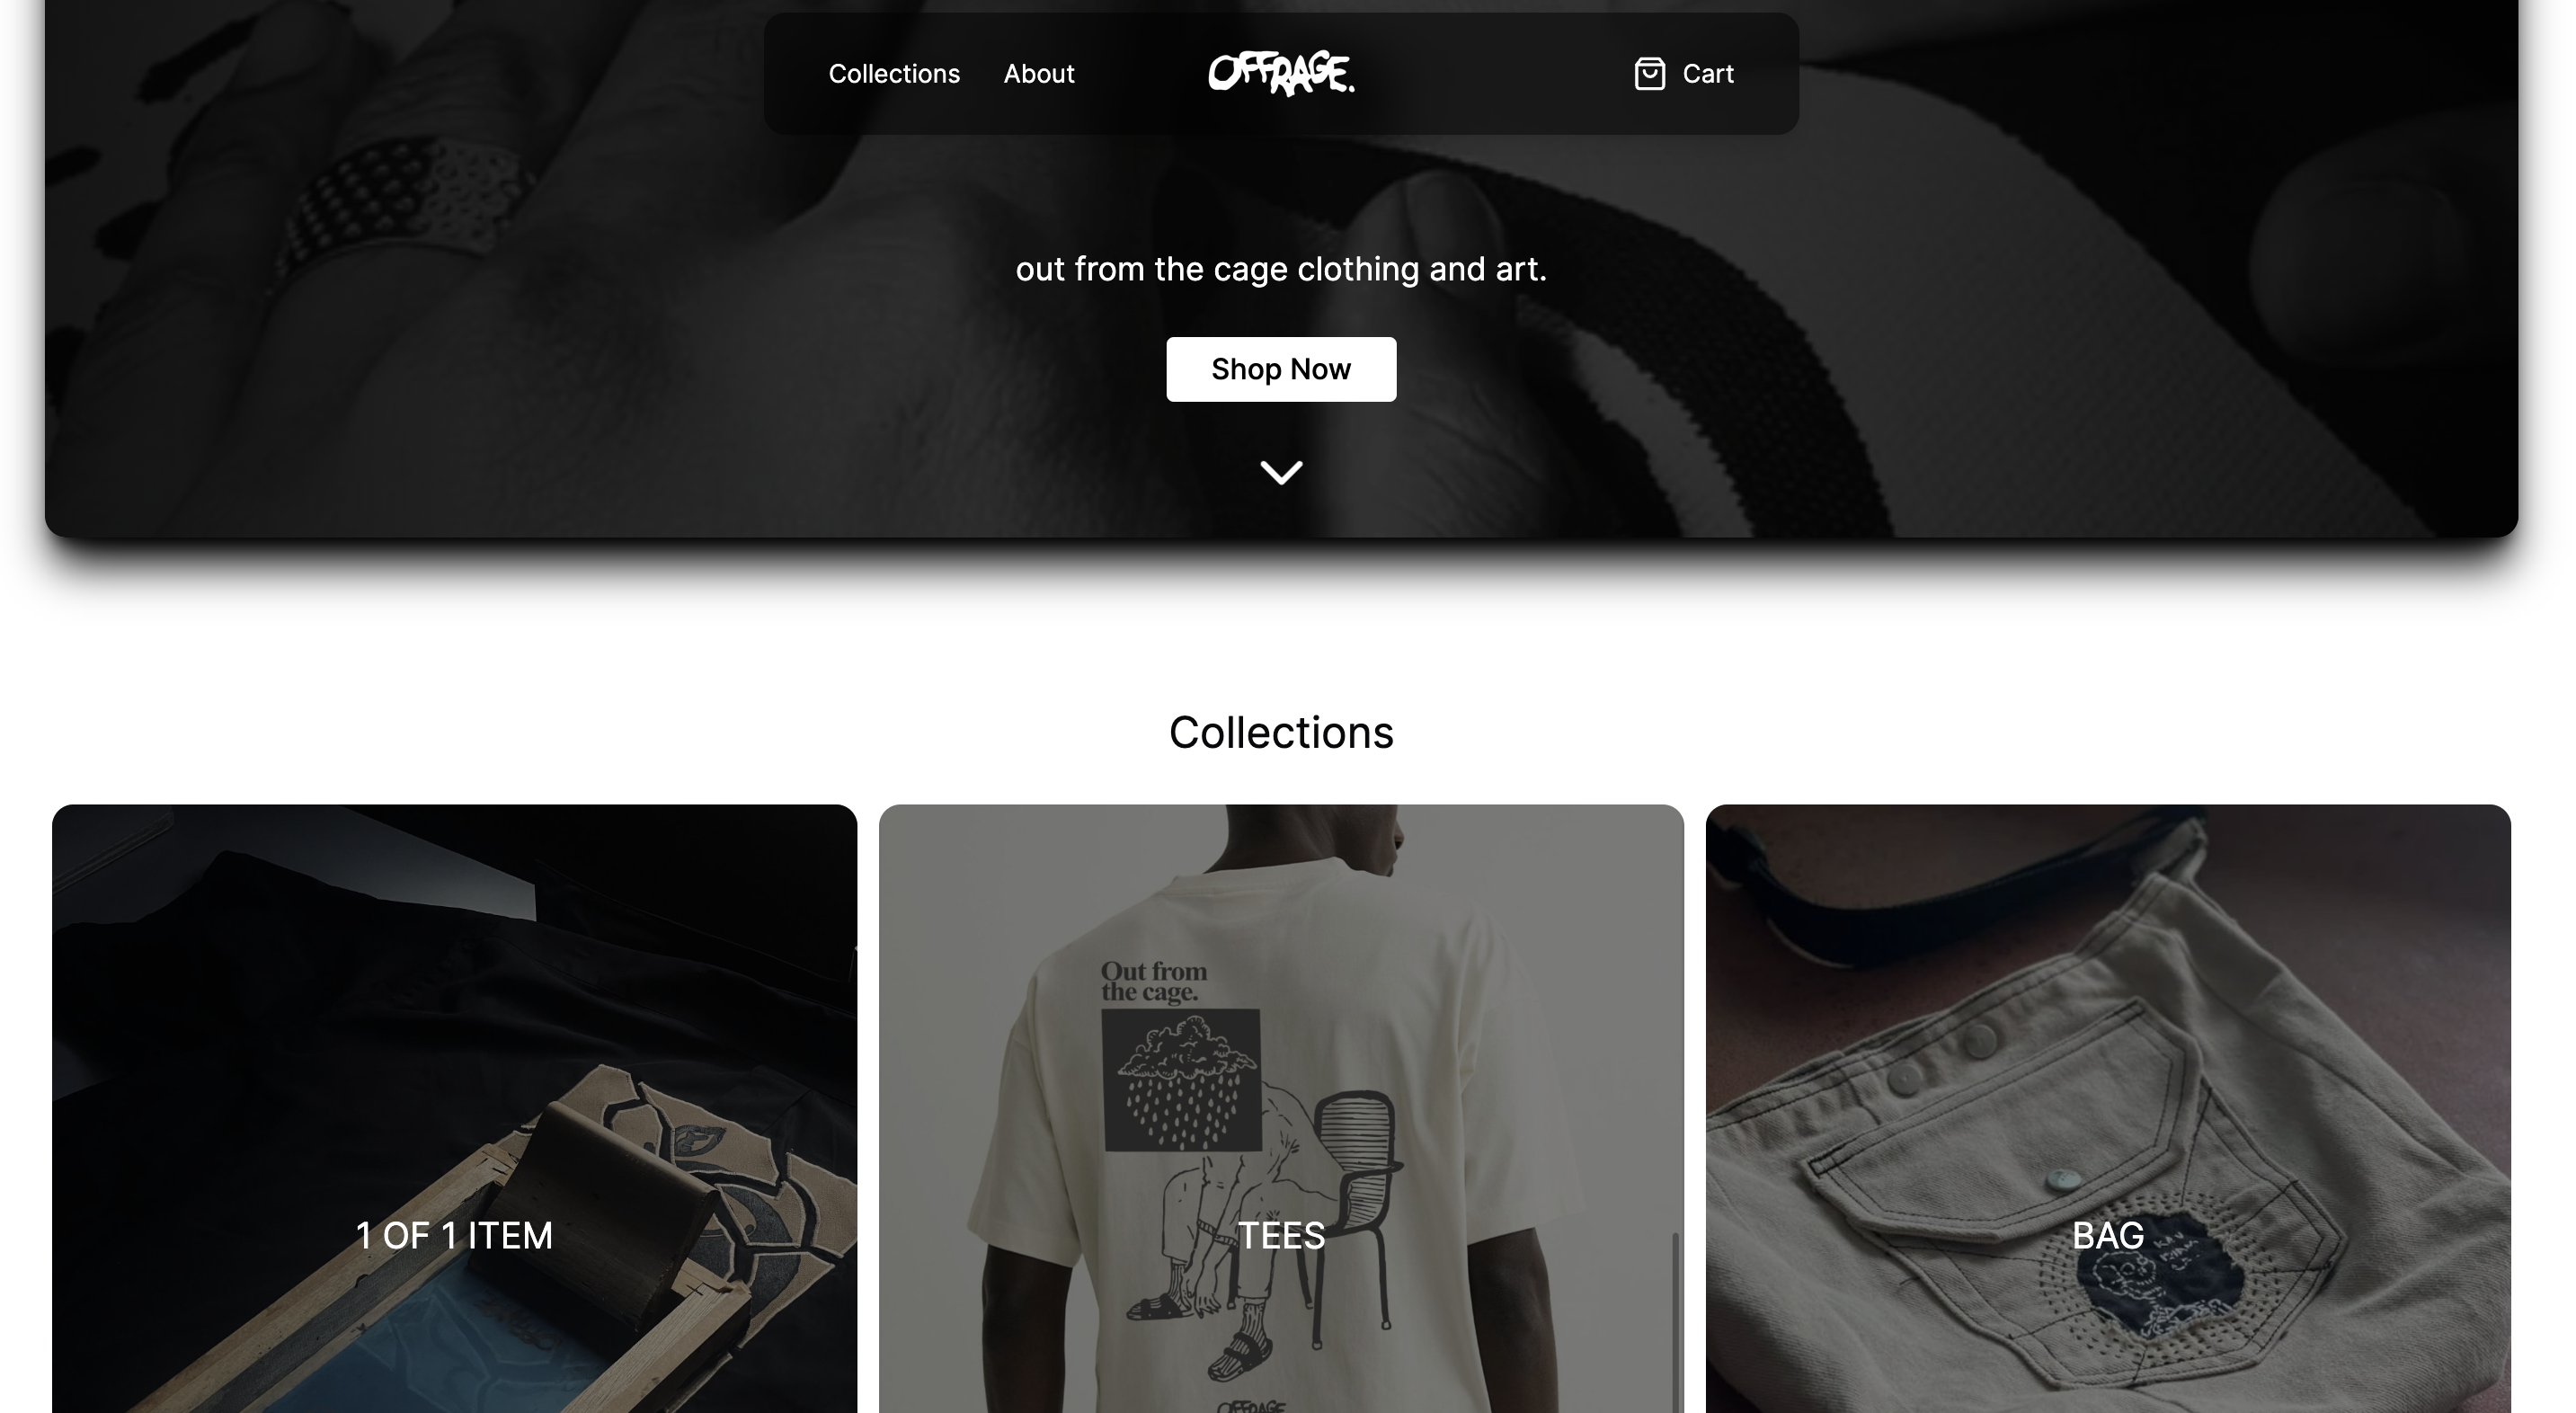 Collections About OFFRAGE. Cart
out from the cage clothing and art.
Shop Now
Collections
Out from
the cage.
1 OF 1 ITEM
TEES
BAG
OFFRAGE